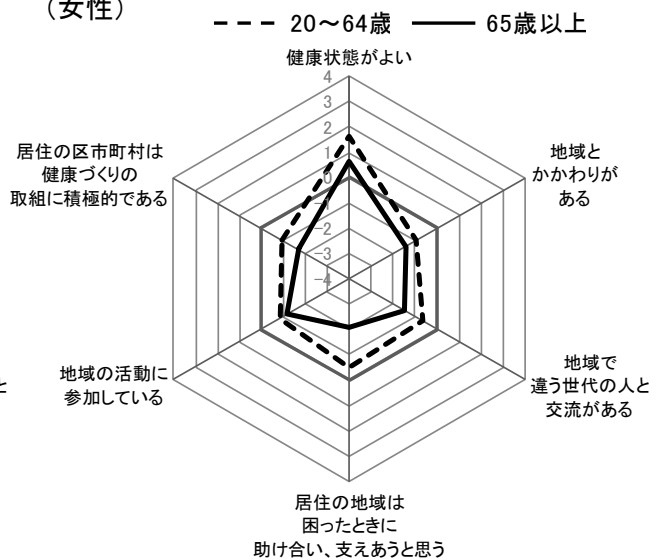 （女性）
20～64歳
65歳以上
健康状態がよい
4
3
2
1
0
-1
-2
-3
-4
地域と
かかわりが
ある
地域で
違う世代の人と
交流がある
居住の地域は
困ったときに
助け合い、支えあうと思う
地域の活動に
参加している
居住の区市町村は
健康づくりの
取組に積極的である
と